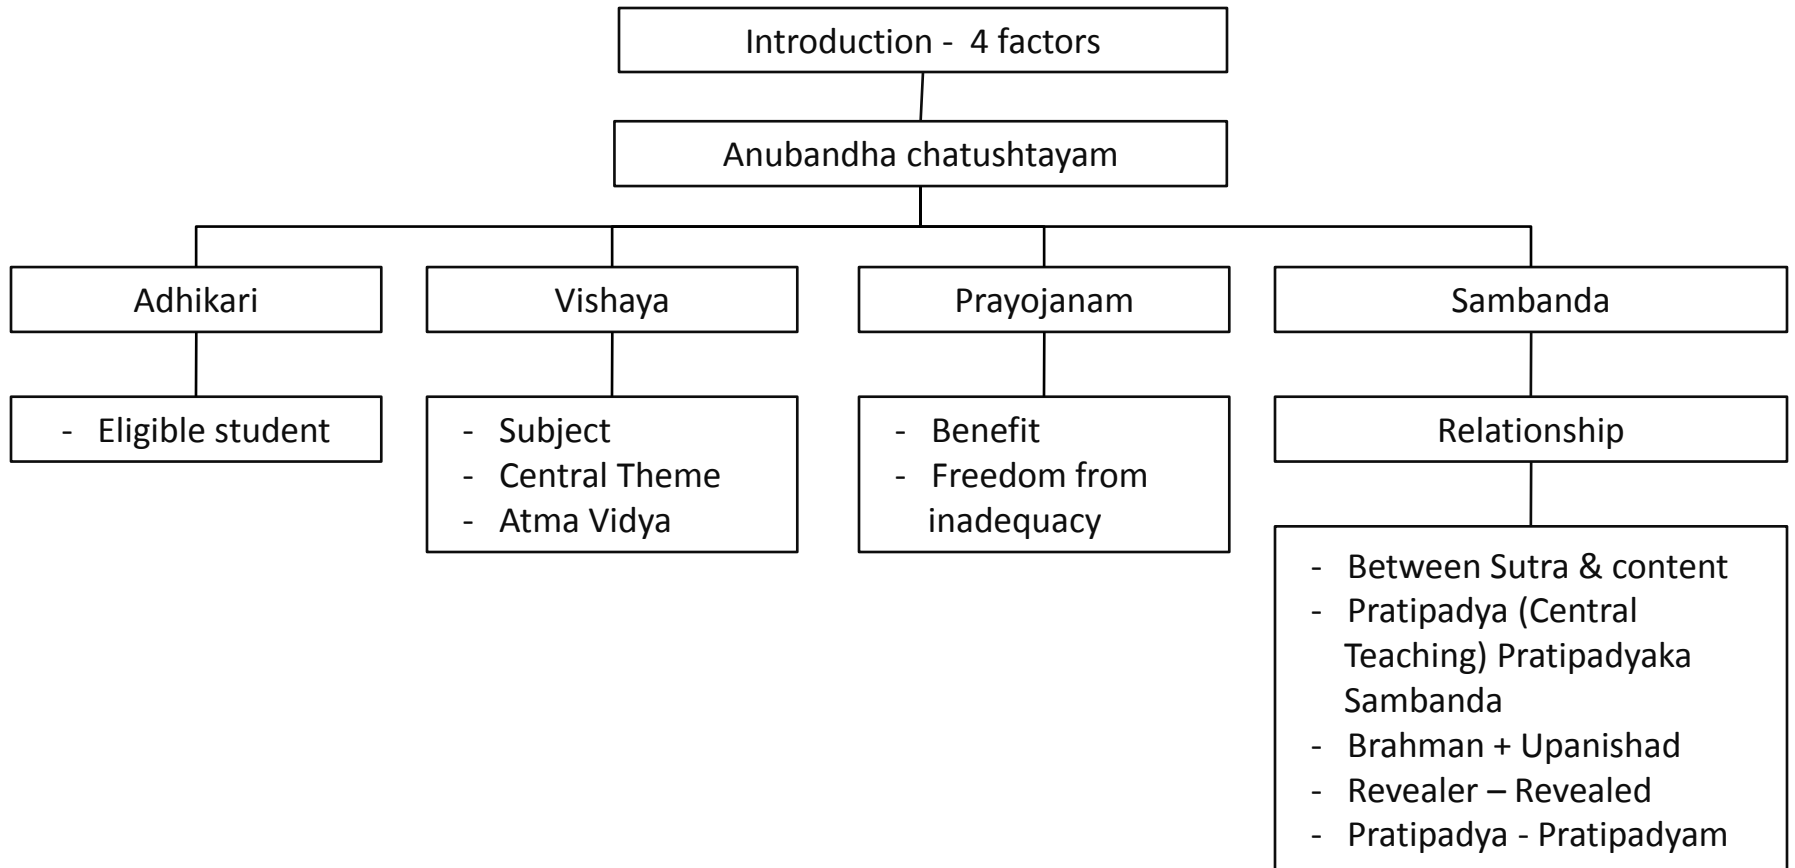 Introduction - 4 factors
Anubandha chatushtayam
Adhikari
Vishaya
Prayojanam
Sambanda
- Eligible student
- Subject
- Central Theme
- Atma Vidya
- Benefit
- Freedom from
inadequacy
Relationship
- Between Sutra & content
- Pratipadya (Central
Teaching) Pratipadyaka
Sambanda
- Brahman + Upanishad
- Revealer – Revealed
- Pratipadya - Pratipadyam